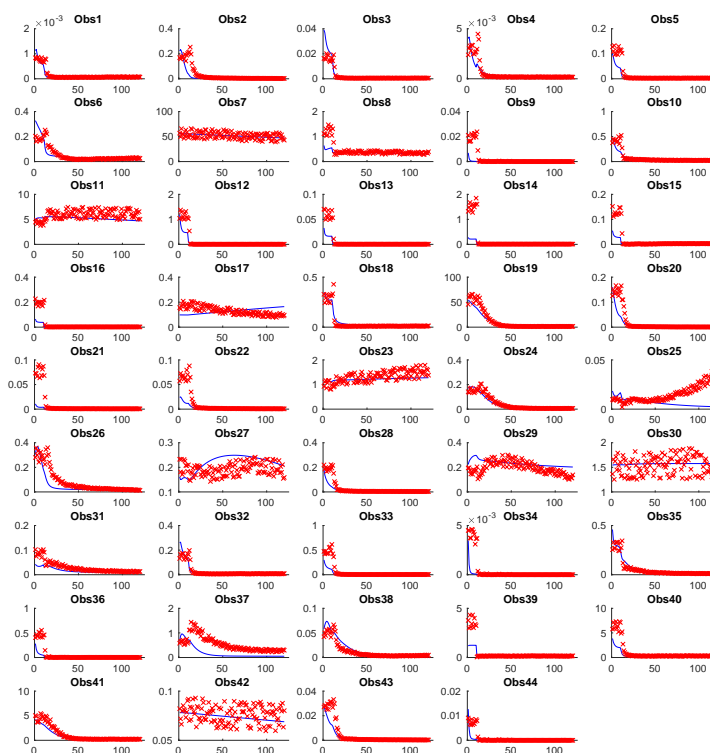 ×10⁻³ Obs1 Obs2 Obs3 ×10⁻³ Obs4 Obs5
2 0.4 0.04 5 0.2
1 0.2 0.02 0.1
0 0 0 0 0
0 50 100 0 50 100 0 50 100 0 50 100 0 50 100
Obs6 Obs7 Obs8 Obs9 Obs10
0.4 100 2 0.04 1
0.2 50 1 0.02 0.5
0 0 0 0 0
0 50 100 0 50 100 0 50 100 0 50 100 0 50 100
Obs11 Obs12 Obs13 Obs14 Obs15
10 2 0.1 2 0.2
5 1 0.05 1 0.1
0 0 0 0 0
0 50 100 0 50 100 0 50 100 0 50 100 0 50 100
Obs16 Obs17 Obs18 Obs19 Obs20
0.4 0.4 0.5 100 0.2
0.2 0.2 50 0.1
0 0 0 0 0
0 50 100 0 50 100 0 50 100 0 50 100 0 50 100
Obs21 Obs22 Obs23 Obs24 Obs25
0.1 0.1 2 0.4 0.05
0.05 0.05 1 0.2
0 0 0 0 0
0 50 100 0 50 100 0 50 100 0 50 100 0 50 100
Obs26 Obs27 Obs28 Obs29 Obs30
0.4 0.3 0.4 0.4 2
0.2 0.2 0.2 0.2 1.5
0 0.1 0 0 1
0 50 100 0 50 100 0 50 100 0 50 100 0 50 100
Obs31 Obs32 Obs33 ×10⁻³ Obs34 Obs35
0.2 0.4 1 5 0.5
0.1 0.2 0.5
0 0 0 0 0
0 50 100 0 50 100 0 50 100 0 50 100 0 50 100
Obs36 Obs37 Obs38 Obs39 Obs40
1 2 0.1 5 10
0.5 1 0.05 5
0 0 0 0 0
0 50 100 0 50 100 0 50 100 0 50 100 0 50 100
Obs41 Obs42 Obs43 Obs44
10 0.1 0.04 0.02
5 0.02 0.01
0 0.05 0 0
0 50 100 0 50 100 0 50 100 0 50 100